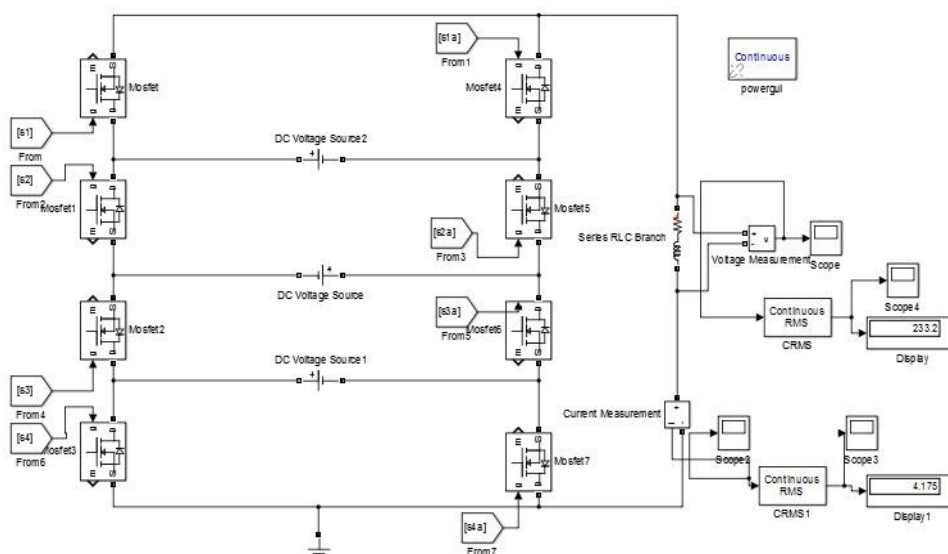 [s1a]
From1
Continuous
powergui
Mosfet
Mosfet4
[s1]
From
DC Voltage Source2
[s2]
From2
Mosfet1
Mosfet5
[s2a]
From3
Series RLC Branch
+
-
v
Voltage Measurement
Scope
DC Voltage Source
Scope4
[s3a]
From5
Mosfet2
Mosfet6
Continuous
RMS
CRMS
233.2
Display
DC Voltage Source1
[s3]
From4
[s4]
From6
Mosfet3
Current Measurement
Mosfet7
Scope2
Scope3
Continuous
RMS
CRMS1
4.175
Display1
[s4a]
From7